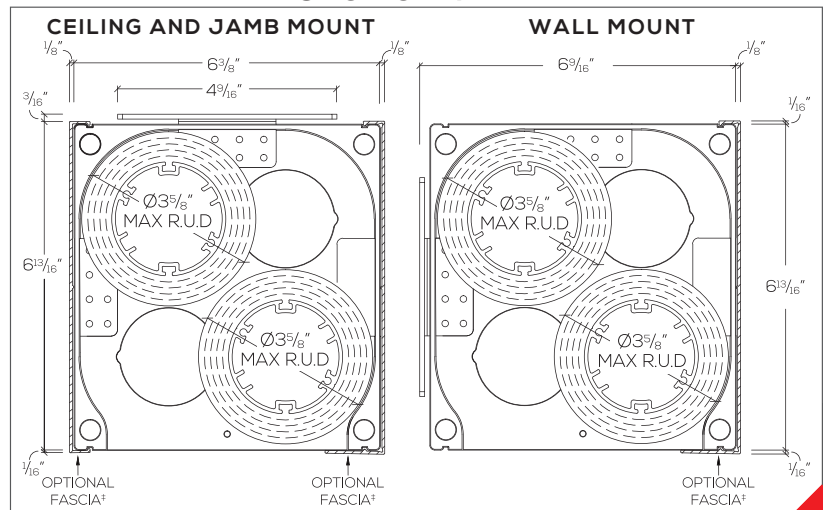 CEILING AND JAMB MOUNT
1/8"
1/8"
6 3/8"
4 9/16"
3/16"
Ø3 5/8"
MAX R.U.D
6 13/16"
Ø3 5/8"
MAX R.U.D
1/16"
OPTIONAL
FASCIA‡
OPTIONAL
FASCIA‡
WALL MOUNT
1/8"
6 9/16"
1/16"
Ø3 5/8"
MAX R.U.D
6 13/16"
Ø3 5/8"
MAX R.U.D
1/16"
OPTIONAL
FASCIA‡